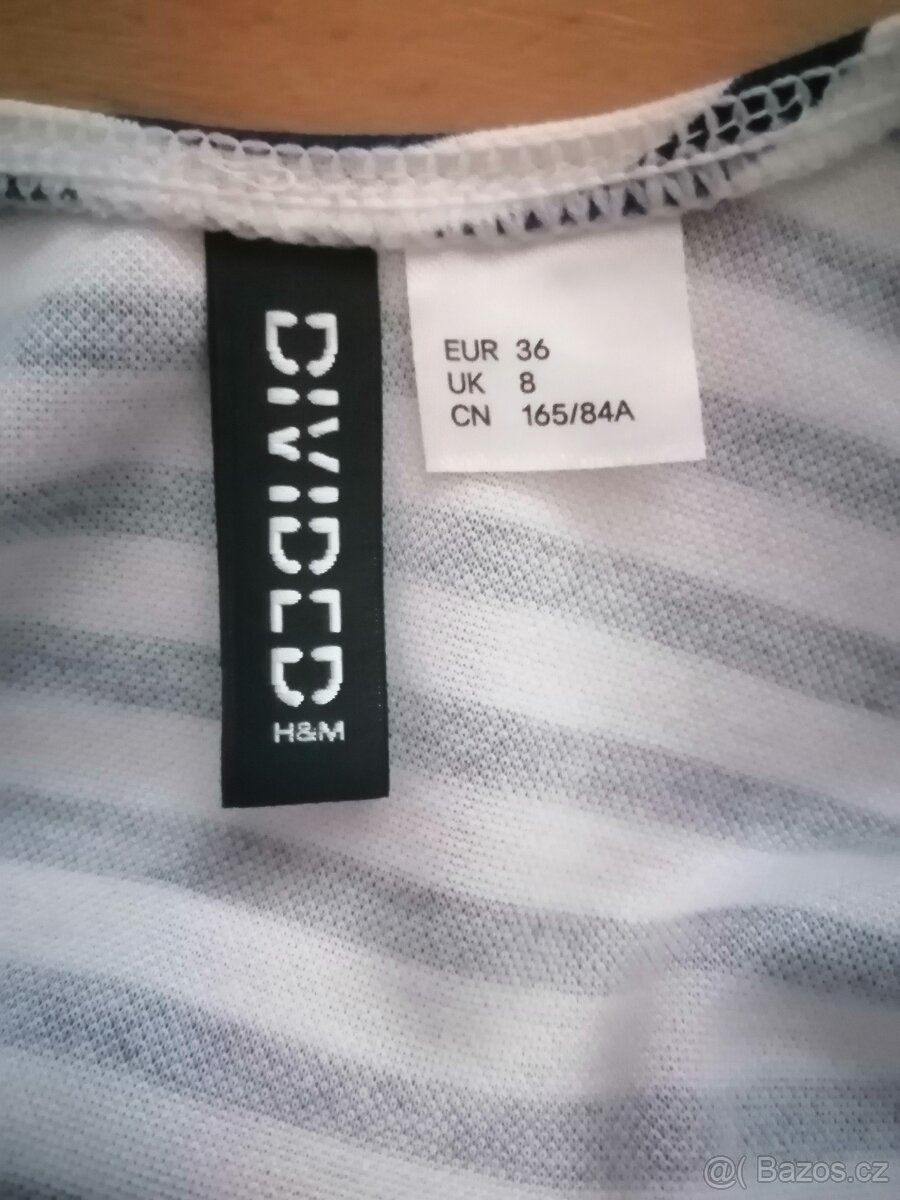 DIVIDED
H&M
EUR 36
UK 8
CN 165/84A
@( Bazos.cz